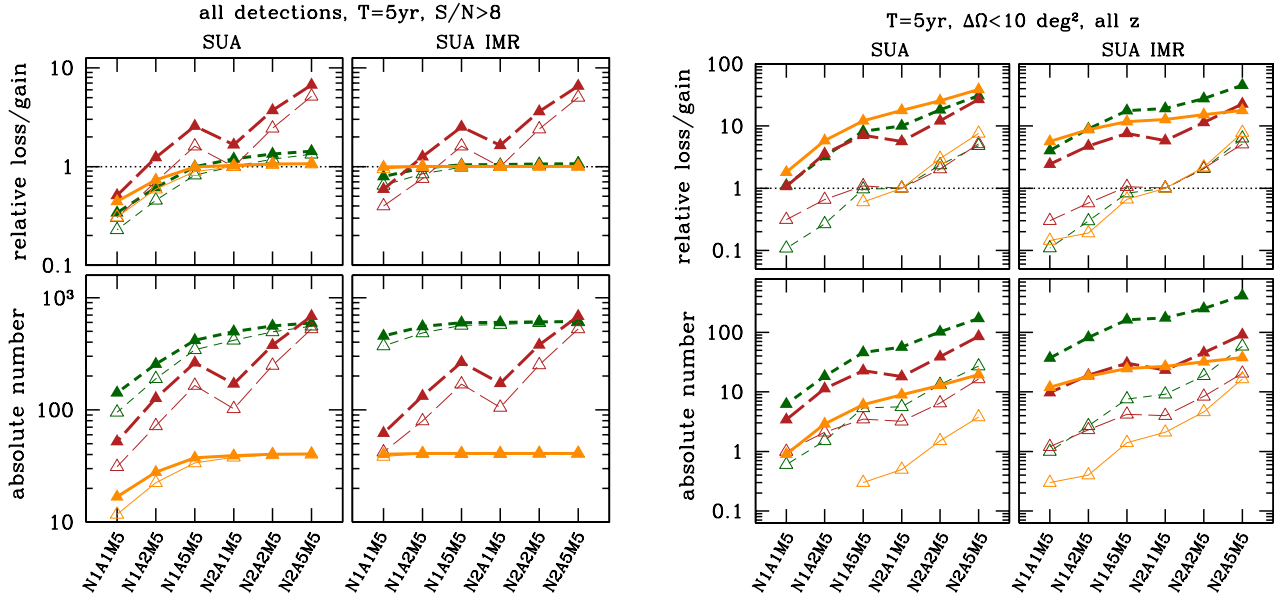 all detections, T=5yr, S/N>8
SUA
SUA IMR
relative loss/gain
10
1
0.1
absolute number
10³
100
10
N1A1M5
N1A2M5
N1A5M5
N2A1M5
N2A2M5
N2A5M5
N1A1M5
N1A2M5
N1A5M5
N2A1M5
N2A2M5
N2A5M5
T=5yr, ΔΩ<10 deg², all z
SUA
SUA IMR
relative loss/gain
100
10
1
0.1
absolute number
100
10
1
0.1
N1A1M5
N1A2M5
N1A5M5
N2A1M5
N2A2M5
N2A5M5
N1A1M5
N1A2M5
N1A5M5
N2A1M5
N2A2M5
N2A5M5